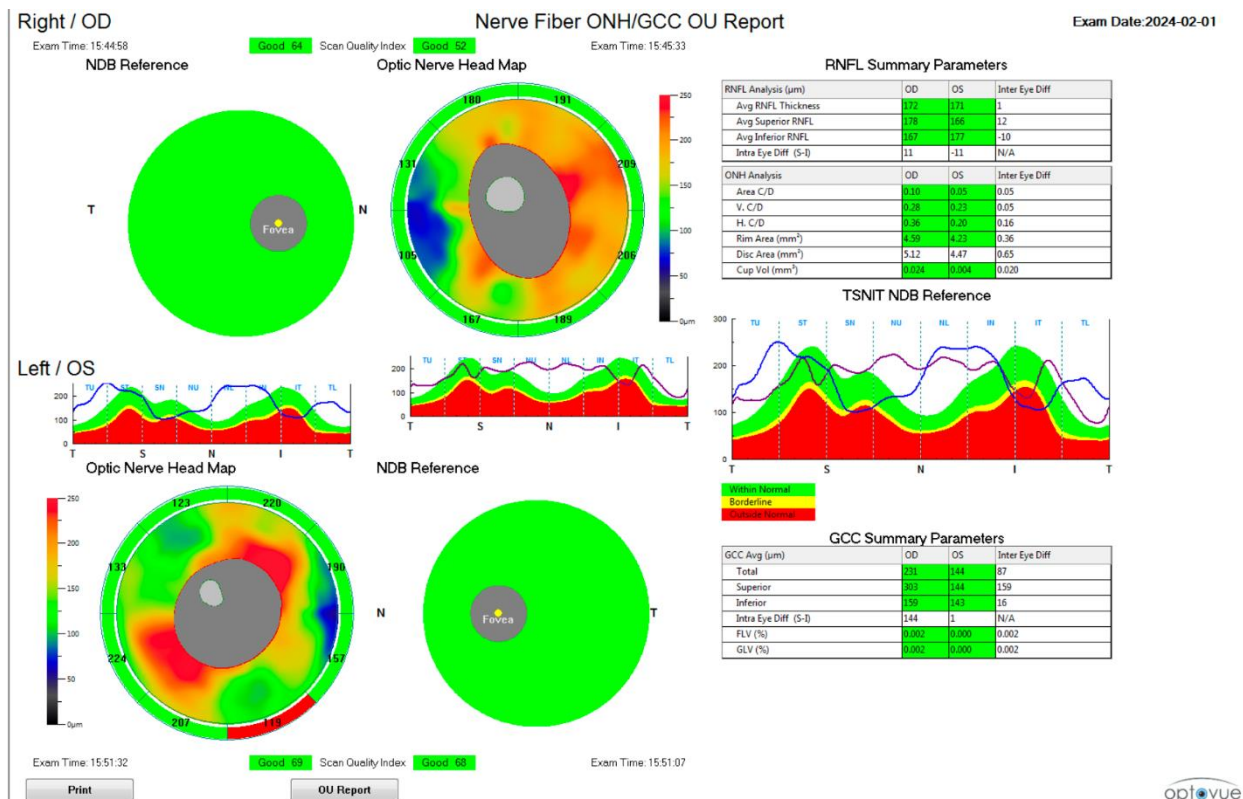 Right / OD
Nerve Fiber ONH/GCC OU Report
Exam Date:2024-02-01
Exam Time: 15:44:58
Good 64 Scan Quality Index Good 52
Exam Time: 15:45:33
NDB Reference
Optic Nerve Head Map
RNFL Summary Parameters
T
Fovea
N
180
191
209
206
189
167
105
131
250
200
150
100
50
0µm
RNFL Analysis (µm) OD OS Inter Eye Diff
Avg RNFL Thickness 172 171 1
Avg Superior RNFL 178 166 12
Avg Inferior RNFL 167 177 -10
Intra Eye Diff (S-I) 11 -11 N/A
ONH Analysis OD OS Inter Eye Diff
Area C/D 0.10 0.05 0.05
V. C/D 0.28 0.23 0.05
H. C/D 0.36 0.20 0.16
Rim Area (mm²) 4.59 4.23 0.36
Disc Area (mm²) 5.12 4.47 0.65
Cup Vol (mm³) 0.024 0.004 0.020
TSNIT NDB Reference
300
200
100
0
TU ST SN NU NL IN IT TL
T S N I T
Left / OS
200
100
0
TU ST SN NU
IT TL
T S N I T
200
100
0
TU
SN NU NL IN IT TL
T S N I T
Optic Nerve Head Map
NDB Reference
250
200
150
100
50
0µm
123
220
190
157
119
207
224
133
N
Fovea
T
Within Normal
Borderline
Outside Normal
GCC Summary Parameters
GCC Avg (µm) OD OS Inter Eye Diff
Total 231 144 87
Superior 303 144 159
Inferior 159 143 16
Intra Eye Diff (S-I) 144 1 N/A
FLV (%) 0.002 0.000 0.002
GLV (%) 0.002 0.000 0.002
Exam Time: 15:51:32
Good 69 Scan Quality Index Good 68
Exam Time: 15:51:07
Print
OU Report
optovue